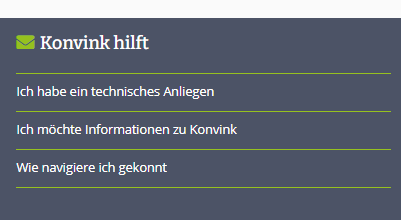 Konvink hilft
Ich habe ein technisches Anliegen
Ich möchte Informationen zu Konvink
Wie navigiere ich gekonnt